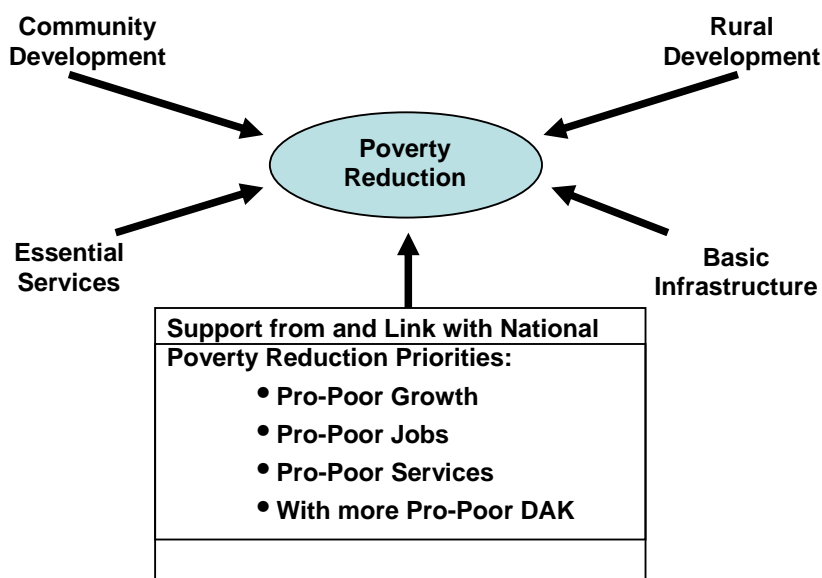 Community
Development
Rural
Development
Poverty
Reduction
Essential
Services
Basic
Infrastructure
Support from and Link with National
Poverty Reduction Priorities:
• Pro-Poor Growth
• Pro-Poor Jobs
• Pro-Poor Services
• With more Pro-Poor DAK